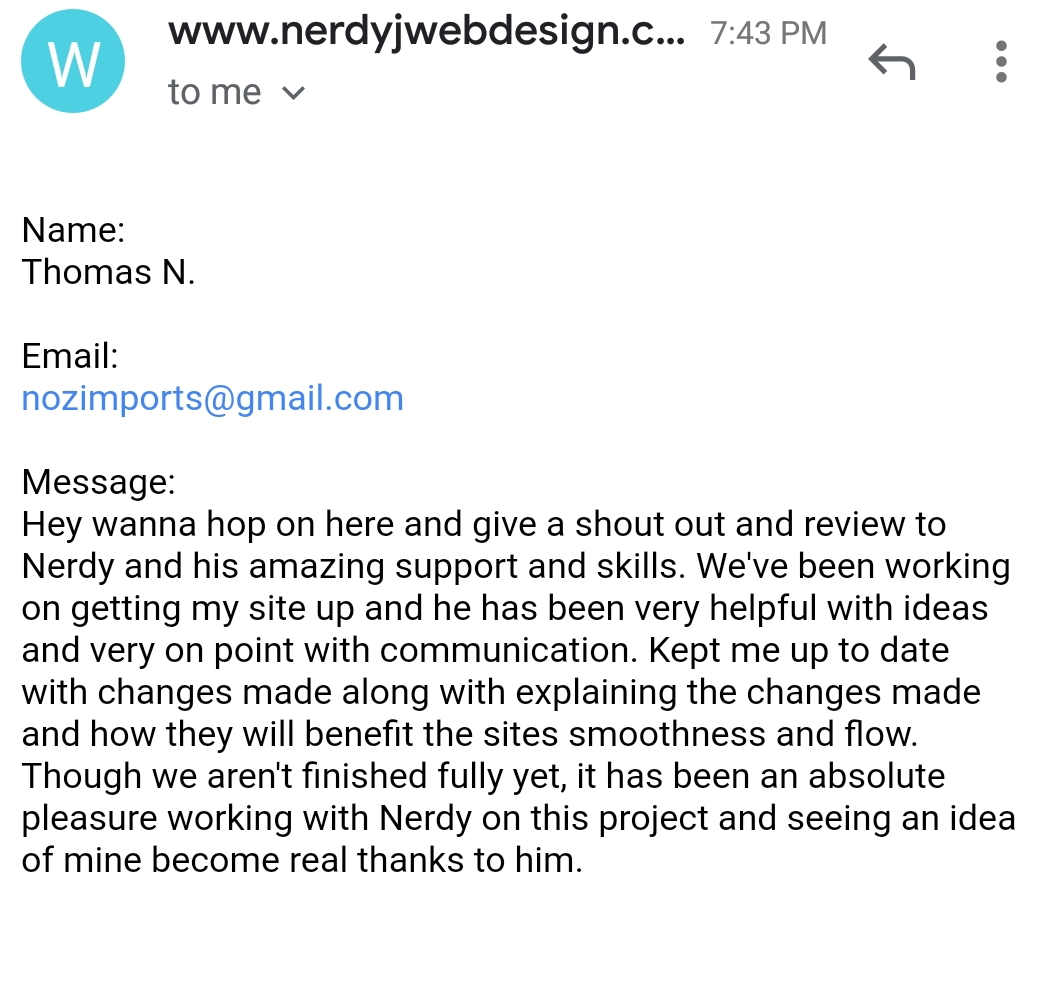 W
www.nerdyjwebdesign.c... 7:43 PM
to me
Name:
Thomas N.
Email:
nozimports@gmail.com
Message:
Hey wanna hop on here and give a shout out and review to
Nerdy and his amazing support and skills. We've been working
on getting my site up and he has been very helpful with ideas
and very on point with communication. Kept me up to date
with changes made along with explaining the changes made
and how they will benefit the sites smoothness and flow.
Though we aren't finished fully yet, it has been an absolute
pleasure working with Nerdy on this project and seeing an idea
of mine become real thanks to him.